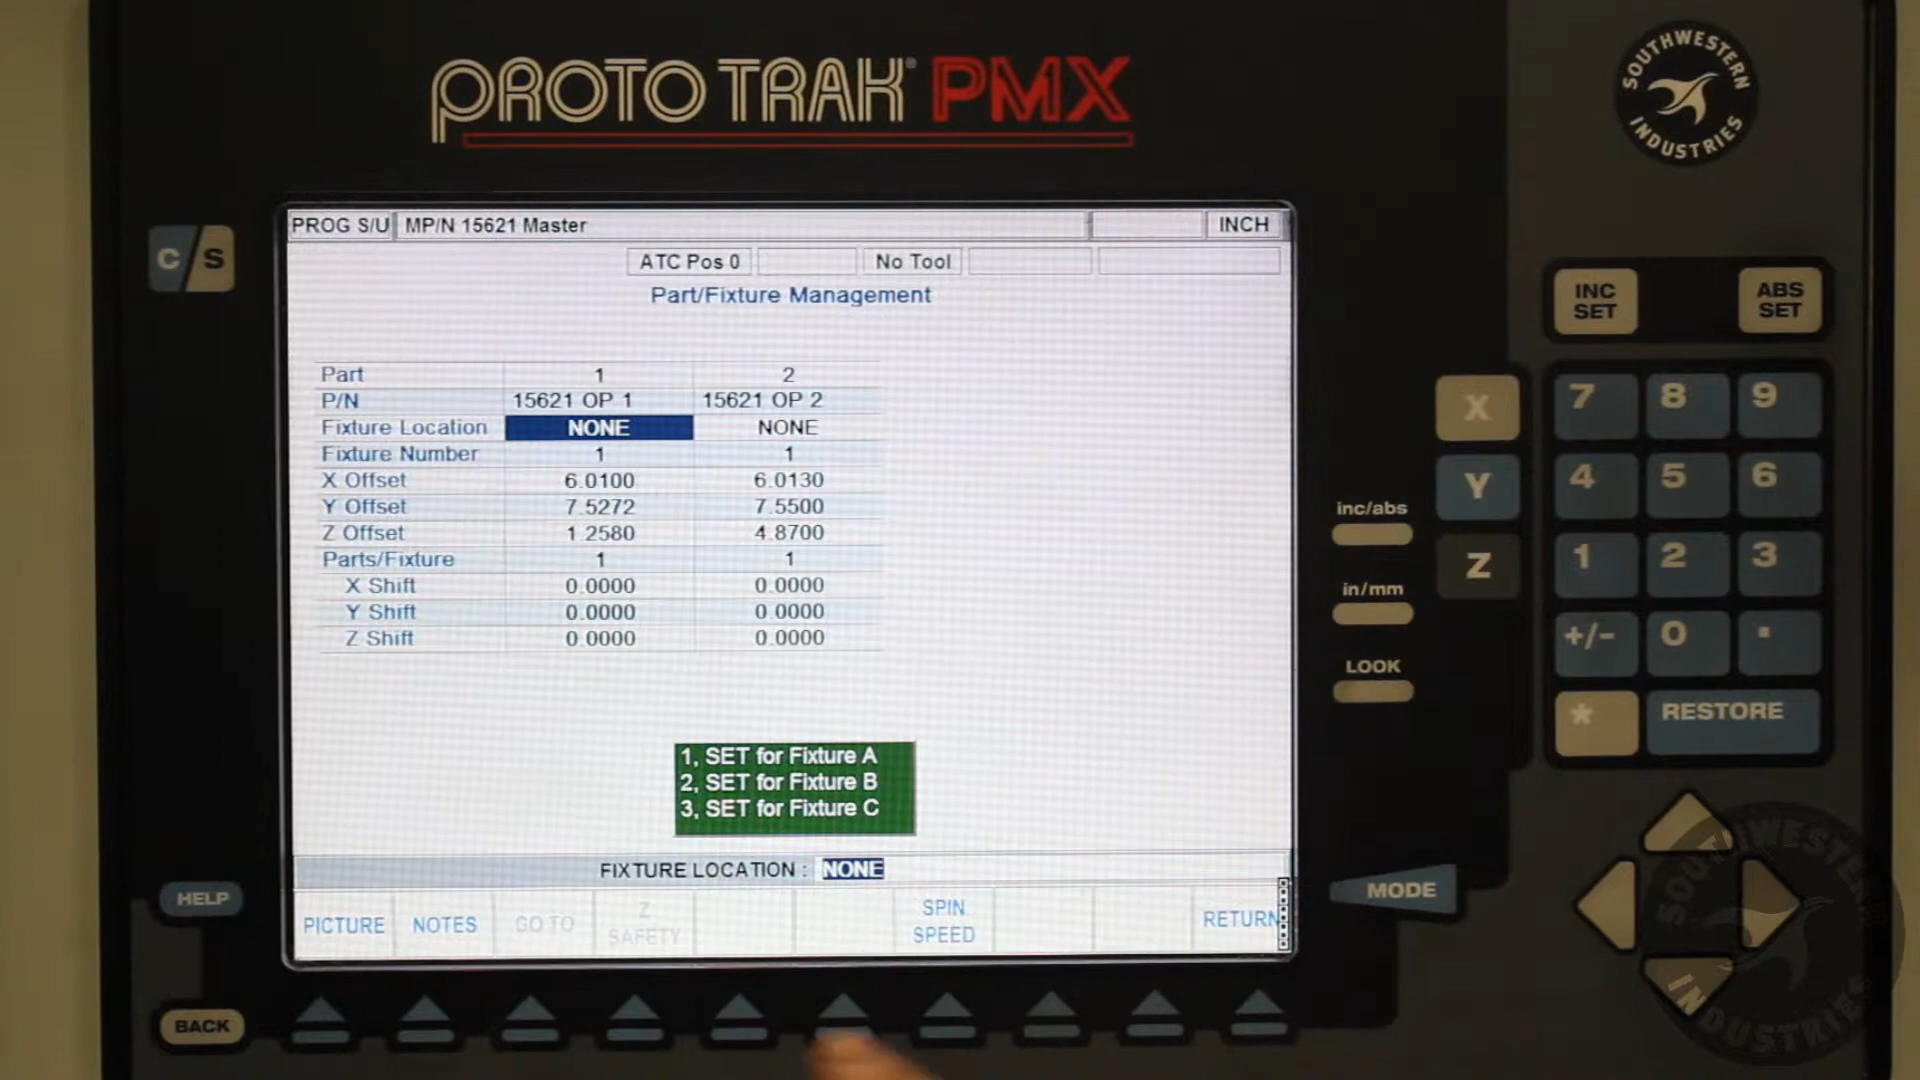 PROTO TRAK® PMX
SOUTHWESTERN INDUSTRIES
C/S
PROG S/U MP/N 15621 Master INCH
ATC Pos 0 No Tool
Part/Fixture Management
Part 1 2
P/N 15621 OP 1 15621 OP 2
Fixture Location NONE NONE
Fixture Number 1 1
X Offset 6.0100 6.0130
Y Offset 7.5272 7.5500
Z Offset 1.2580 4.8700
Parts/Fixture 1 1
X Shift 0.0000 0.0000
Y Shift 0.0000 0.0000
Z Shift 0.0000 0.0000
1, SET for Fixture A
2, SET for Fixture B
3, SET for Fixture C
FIXTURE LOCATION : NONE
PICTURE NOTES GO TO Z SAFETY SPIN SPEED RETURN
HELP
BACK
INC SET
ABS SET
X 7 8 9
inc/abs Y 4 5 6
in/mm Z 1 2 3
+/- 0 .
LOOK * RESTORE
MODE
SOUTHWESTERN INDUSTRIES